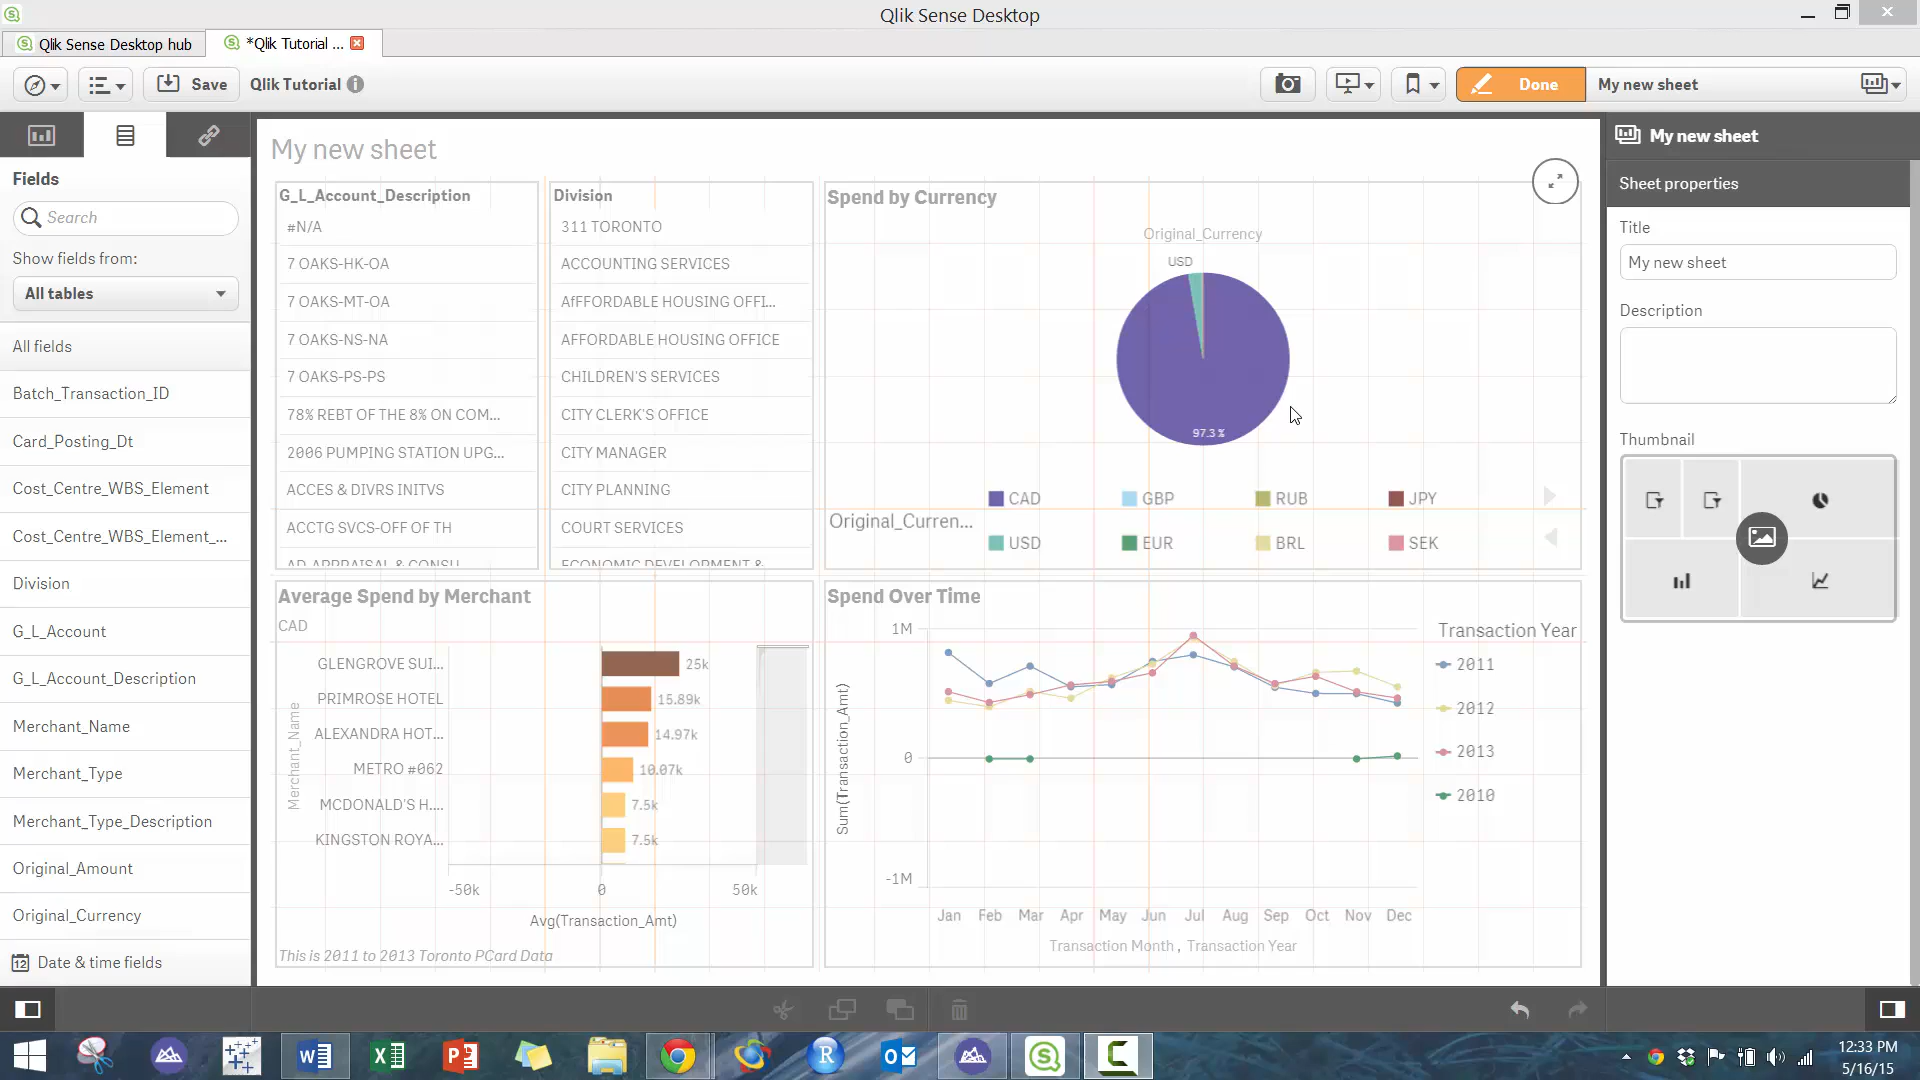 Qlik Sense Desktop
Qlik Sense Desktop hub
*Qlik Tutorial ...
Save
Qlik Tutorial
Done
My new sheet
Fields
Search
Show fields from:
All tables
All fields
Batch_Transaction_ID
Card_Posting_Dt
Cost_Centre_WBS_Element
Cost_Centre_WBS_Element_...
Division
G_L_Account
G_L_Account_Description
Merchant_Name
Merchant_Type
Merchant_Type_Description
Original_Amount
Original_Currency
12 Date & time fields
My new sheet
G_L_Account_Description
#N/A
7 OAKS-HK-OA
7 OAKS-MT-OA
7 OAKS-NS-NA
7 OAKS-PS-PS
78% REBT OF THE 8% ON COM...
2006 PUMPING STATION UPG...
ACCES & DIVRS INITVS
ACCTG SVCS-OFF OF TH
AD-APPRAISAL & CONSU
Division
311 TORONTO
ACCOUNTING SERVICES
AfFFORDABLE HOUSING OFFI...
AFFORDABLE HOUSING OFFICE
CHILDREN'S SERVICES
CITY CLERK'S OFFICE
CITY MANAGER
CITY PLANNING
COURT SERVICES
ECONOMIC DEVELOPMENT &
Spend by Currency
Original_Currency
USD
97.3 %
Original_Curren...
CAD
GBP
RUB
JPY
USD
EUR
BRL
SEK
Average Spend by Merchant
CAD
Merchant_Name
GLENGROVE SUI...
25k
PRIMROSE HOTEL
15.89k
ALEXANDRA HOT...
14.97k
METRO #062
10.07k
MCDONALD'S H....
7.5k
KINGSTON ROYA...
7.5k
-50k
0
50k
Avg(Transaction_Amt)
This is 2011 to 2013 Toronto PCard Data
Spend Over Time
Sum(Transaction_Amt)
1M
0
-1M
Jan Feb Mar Apr May Jun Jul Aug Sep Oct Nov Dec
Transaction Month , Transaction Year
Transaction Year
2011
2012
2013
2010
My new sheet
Sheet properties
Title
My new sheet
Description
Thumbnail
12:33 PM
5/16/15